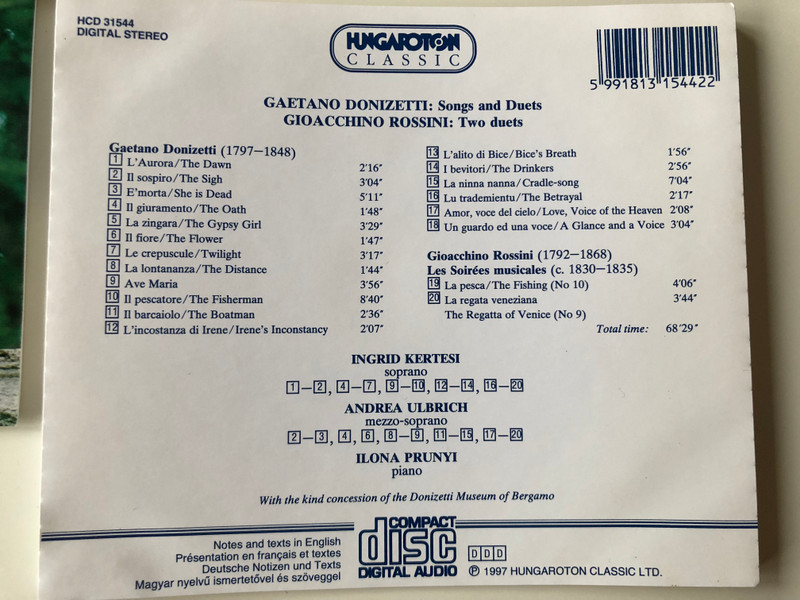 HCD 31544
DIGITAL STEREO
HUNGAROTON
CLASSIC
5 991813 154422
GAETANO DONIZETTI: Songs and Duets
GIOACCHINO ROSSINI: Two duets
Gaetano Donizetti (1797–1848)
1 L'Aurora/The Dawn 2'16"
2 Il sospiro/The Sigh 3'04"
3 E'morta/She is Dead 5'11"
4 Il giuramento/The Oath 1'48"
5 La zingara/The Gypsy Girl 3'29"
6 Il fiore/The Flower 1'47"
7 Le crepuscule/Twilight 3'17"
8 La lontananza/The Distance 1'44"
9 Ave Maria 3'56"
10 Il pescatore/The Fisherman 8'40"
11 Il barcaiolo/The Boatman 2'36"
12 L'incostanza di Irene/Irene's Inconstancy 2'07"
13 L'alito di Bice/Bice's Breath 1'56"
14 I bevitori/The Drinkers 2'56"
15 La ninna nanna/Cradle-song 7'04"
16 Lu trademientu/The Betrayal 2'17"
17 Amor, voce del cielo/Love, Voice of the Heaven 2'08"
18 Un guardo ed una voce/A Glance and a Voice 3'04"
Gioacchino Rossini (1792–1868)
Les Soirées musicales (c. 1830–1835)
19 La pesca/The Fishing (No 10) 4'06"
20 La regata veneziana 3'44"
The Regatta of Venice (No 9)
Total time: 68'29"
INGRID KERTESI
soprano
1–2, 4–7, 9–10, 12–14, 16–20
ANDREA ULBRICH
mezzo-soprano
2–3, 4, 6, 8–9, 11–15, 17–20
ILONA PRUNYI
piano
With the kind concession of the Donizetti Museum of Bergamo
Notes and texts in English
Présentation en français et textes
Deutsche Notizen und Texts
Magyar nyelvű ismertetővel és szöveggel
COMPACT
disc
DIGITAL AUDIO
DDD
℗ 1997 HUNGAROTON CLASSIC LTD.